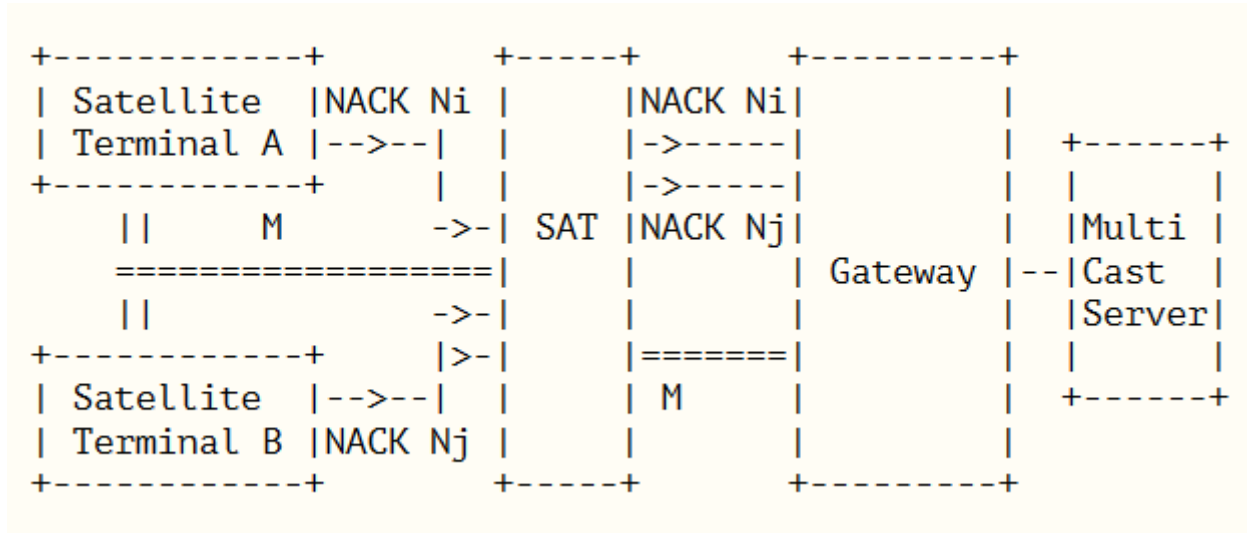 +------------+        +-----+       +---------+
| Satellite  |NACK Ni |     |NACK Ni|         |
| Terminal A |-->--|  |     |->-----|         |  +------+
+------------+     |  |     |->-----|         |  |      |
    ||     M       ->-| SAT |NACK Nj|         |  |Multi |
    ==================|     |       | Gateway |--|Cast  |
    ||             ->-|     |       |         |  |Server|
+------------+     |>-|     |=======|         |  |      |
| Satellite  |-->--|  |     | M     |         |  +------+
| Terminal B |NACK Nj |     |       |         |
+------------+        +-----+       +---------+